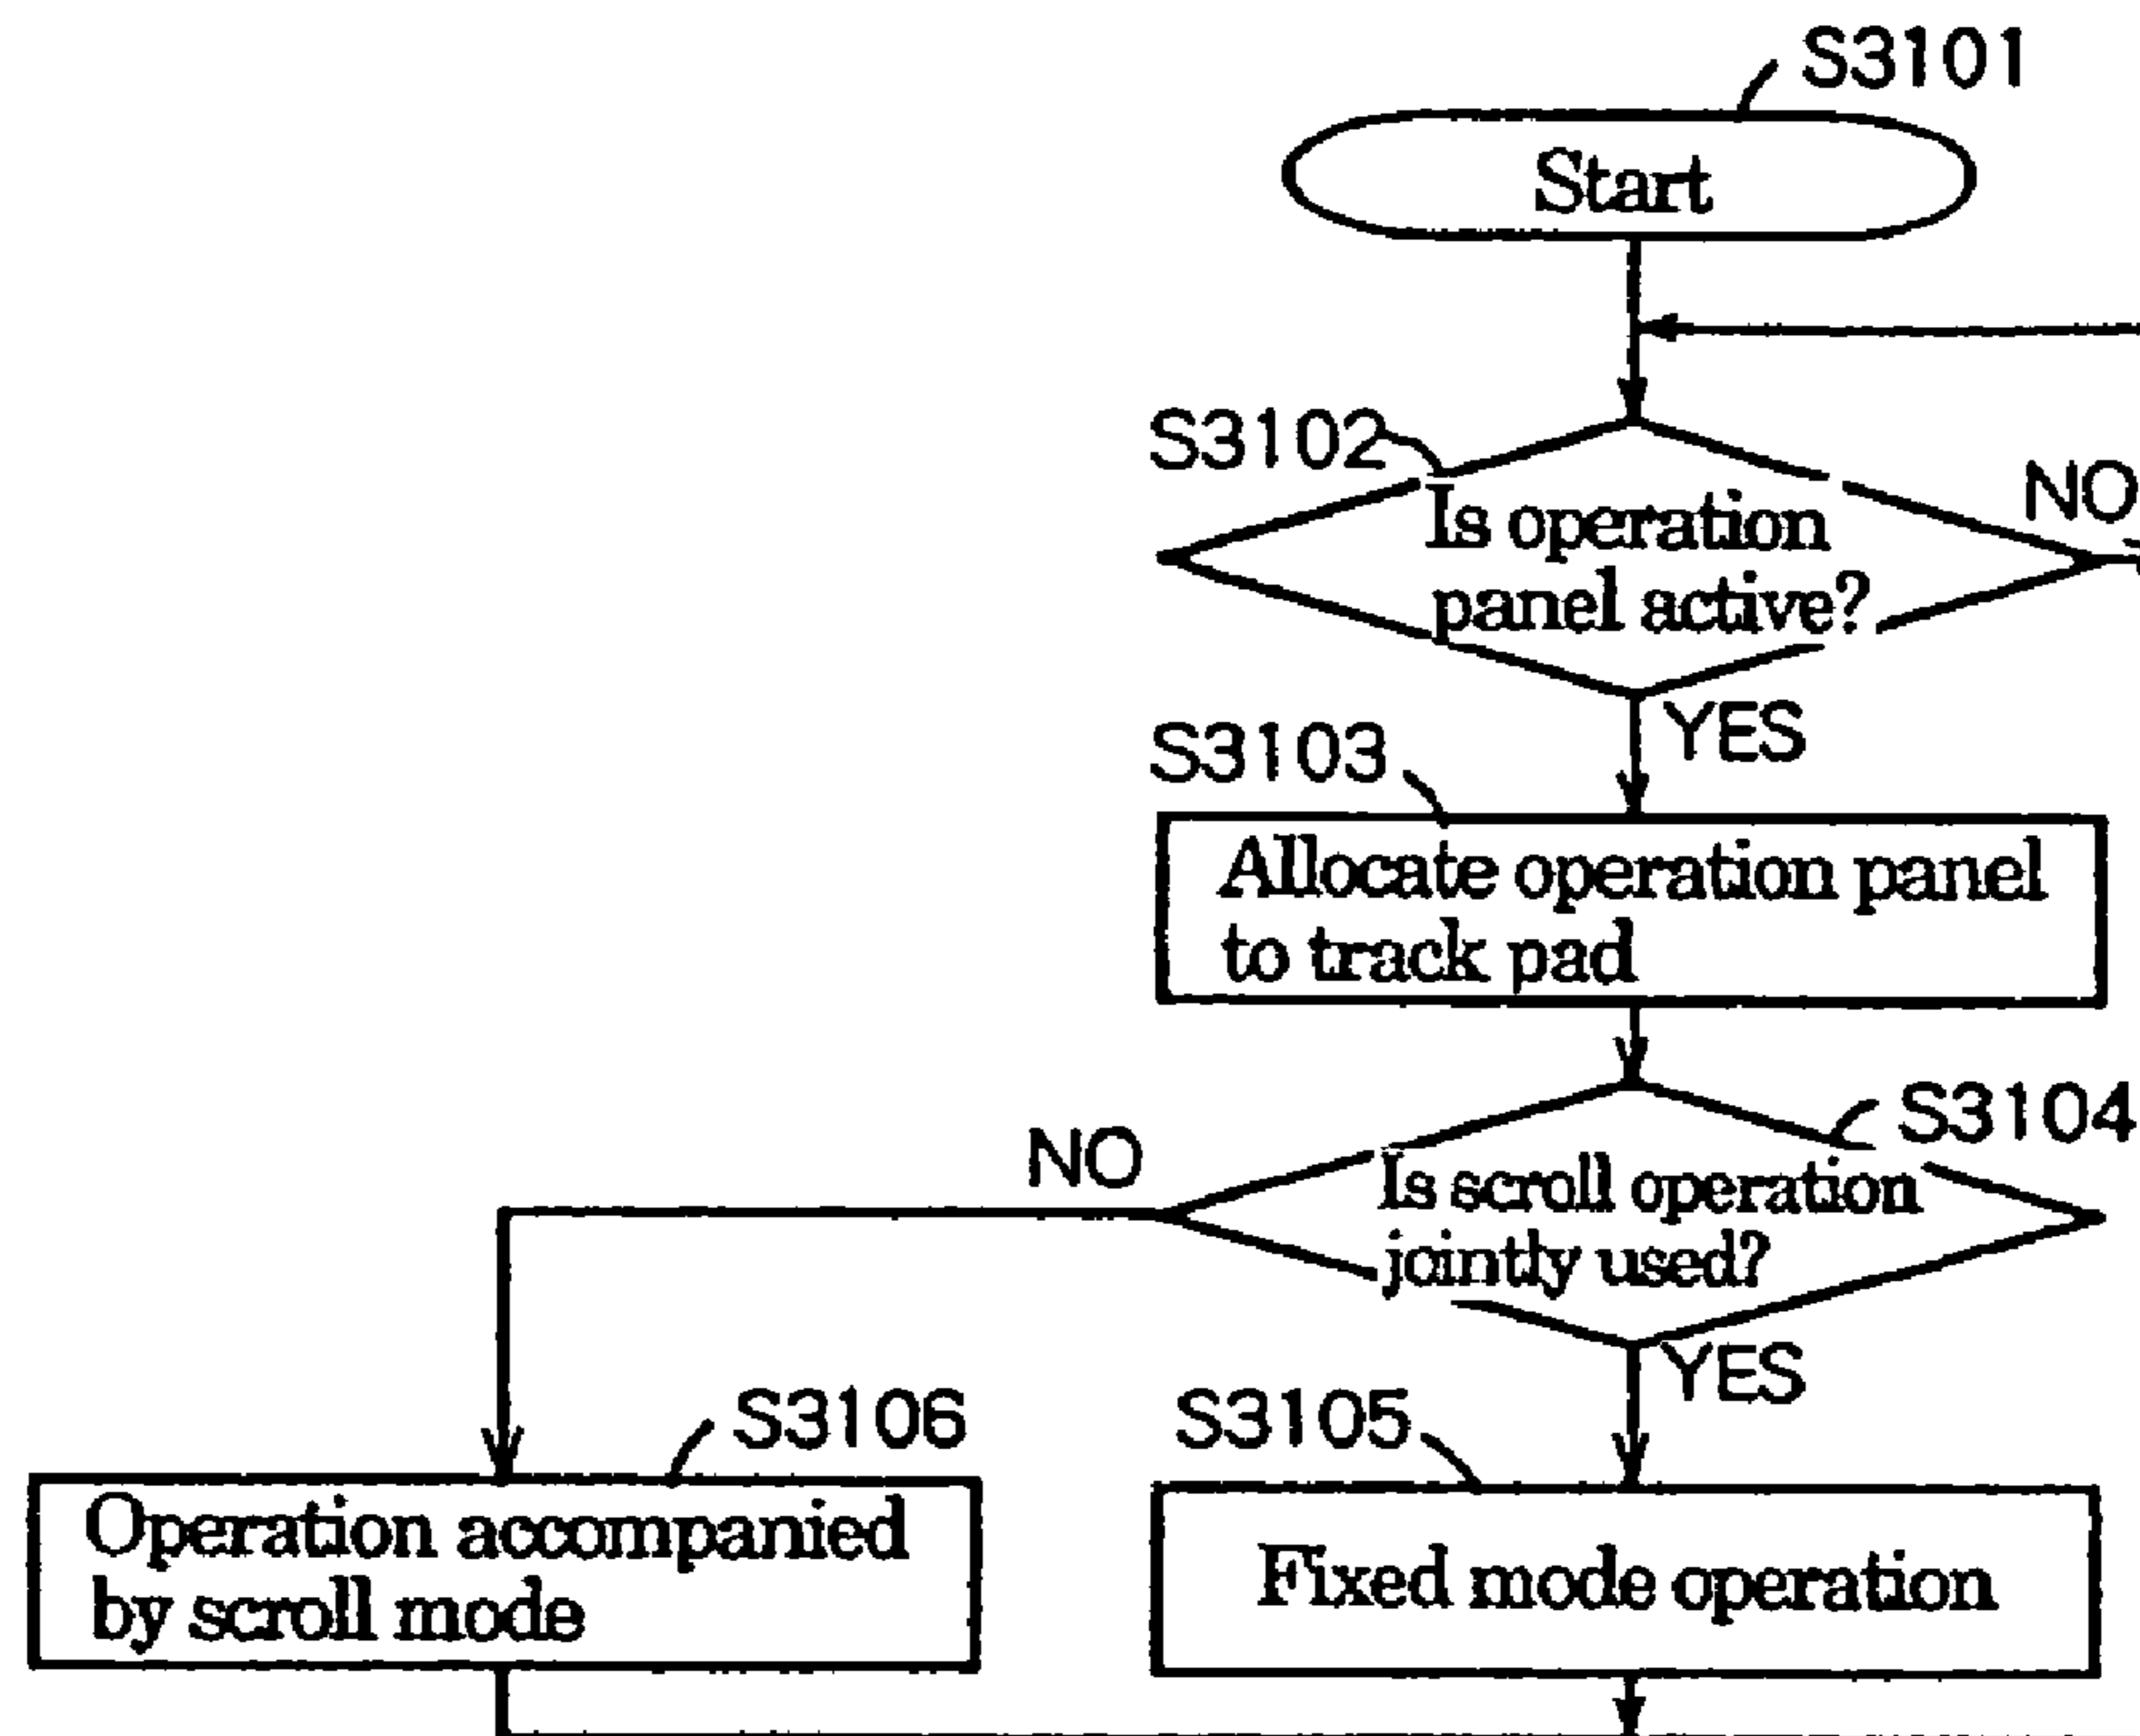 S3101
Start
S3102
NO
Is operation
panel active?
YES
S3103
Allocate operation panel
to track pad
S3104
NO
Is scroll operation
jointly used?
YES
S3106
S3105
Operation accompanied
by scroll mode
Fixed mode operation